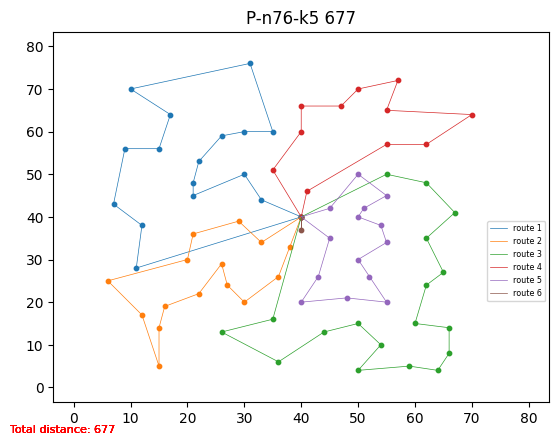 P-n76-k5 677
80
70
60
50
40
30
20
10
0
0 10 20 30 40 50 60 70 80
route 1
route 2
route 3
route 4
route 5
route 6
Total distance: 677